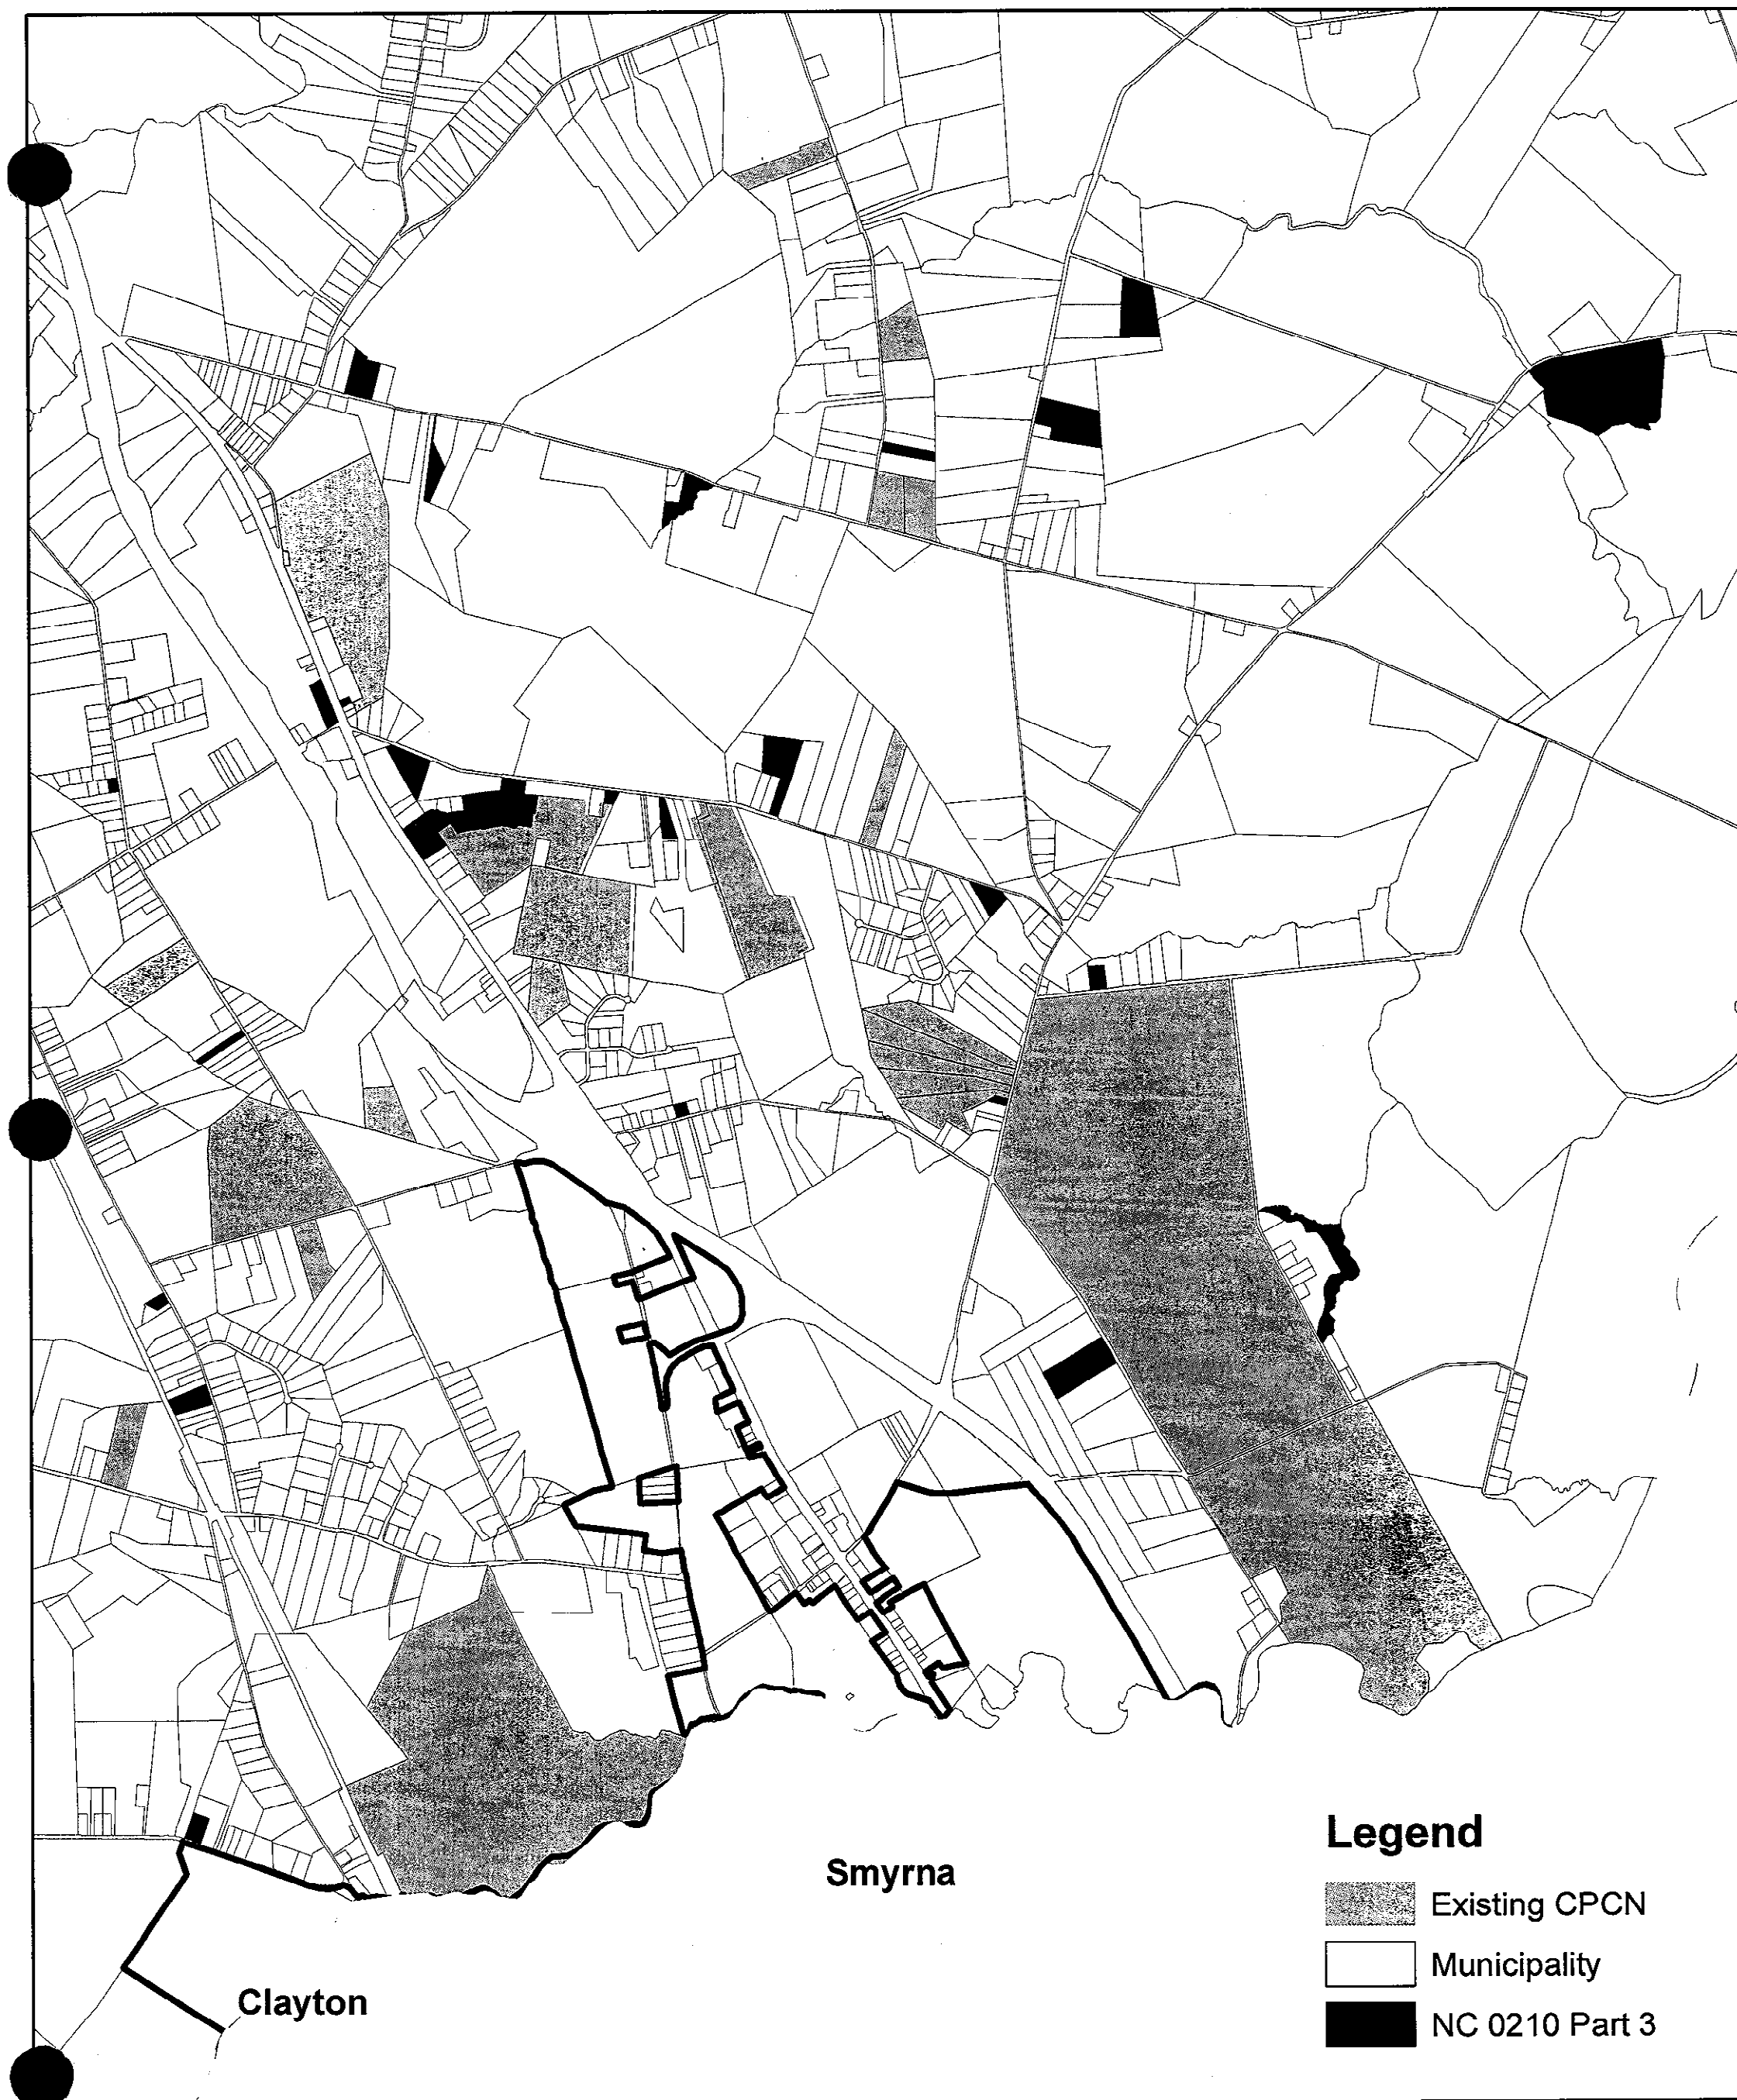 Smyrna
Clayton
Legend
Existing CPCN
Municipality
NC 0210 Part 3